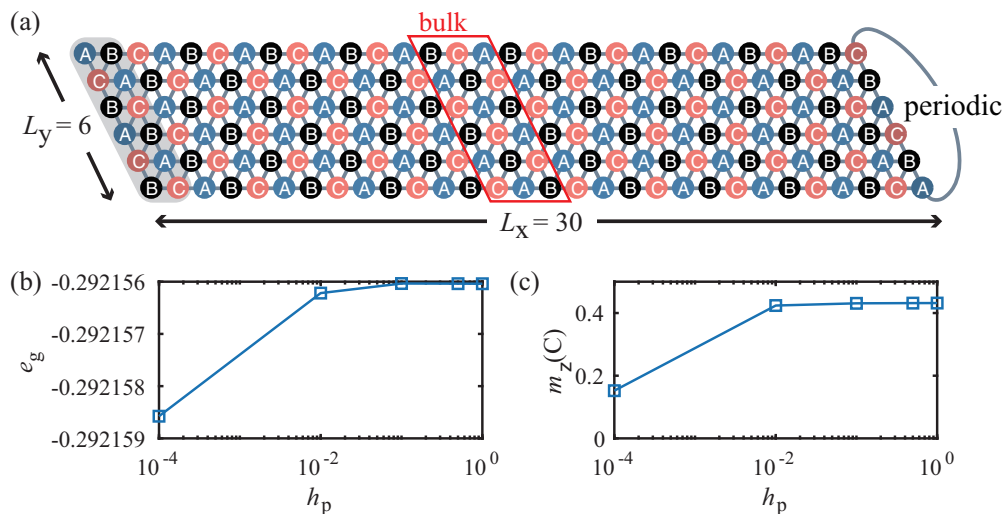 (a)
bulk
A B C A B C A B C A B C A B C A B C A B C A B C A B C A B C
C A B C A B C A B C A B C A B C A B C A B C A B C A B C A B
B C A B C A B C A B C A B C A B C A B C A B C A B C A B C A
A B C A B C A B C A B C A B C A B C A B C A B C A B C A B C
C A B C A B C A B C A B C A B C A B C A B C A B C A B C A B
B C A B C A B C A B C A B C A B C A B C A B C A B C A B C A
periodic
Ly = 6
Lx = 30
(b)
-0.292156
-0.292157
-0.292158
-0.292159
eg
10⁻⁴
10⁻²
10⁰
hp
(c)
0.4
0.2
0
mz(C)
10⁻⁴
10⁻²
10⁰
hp